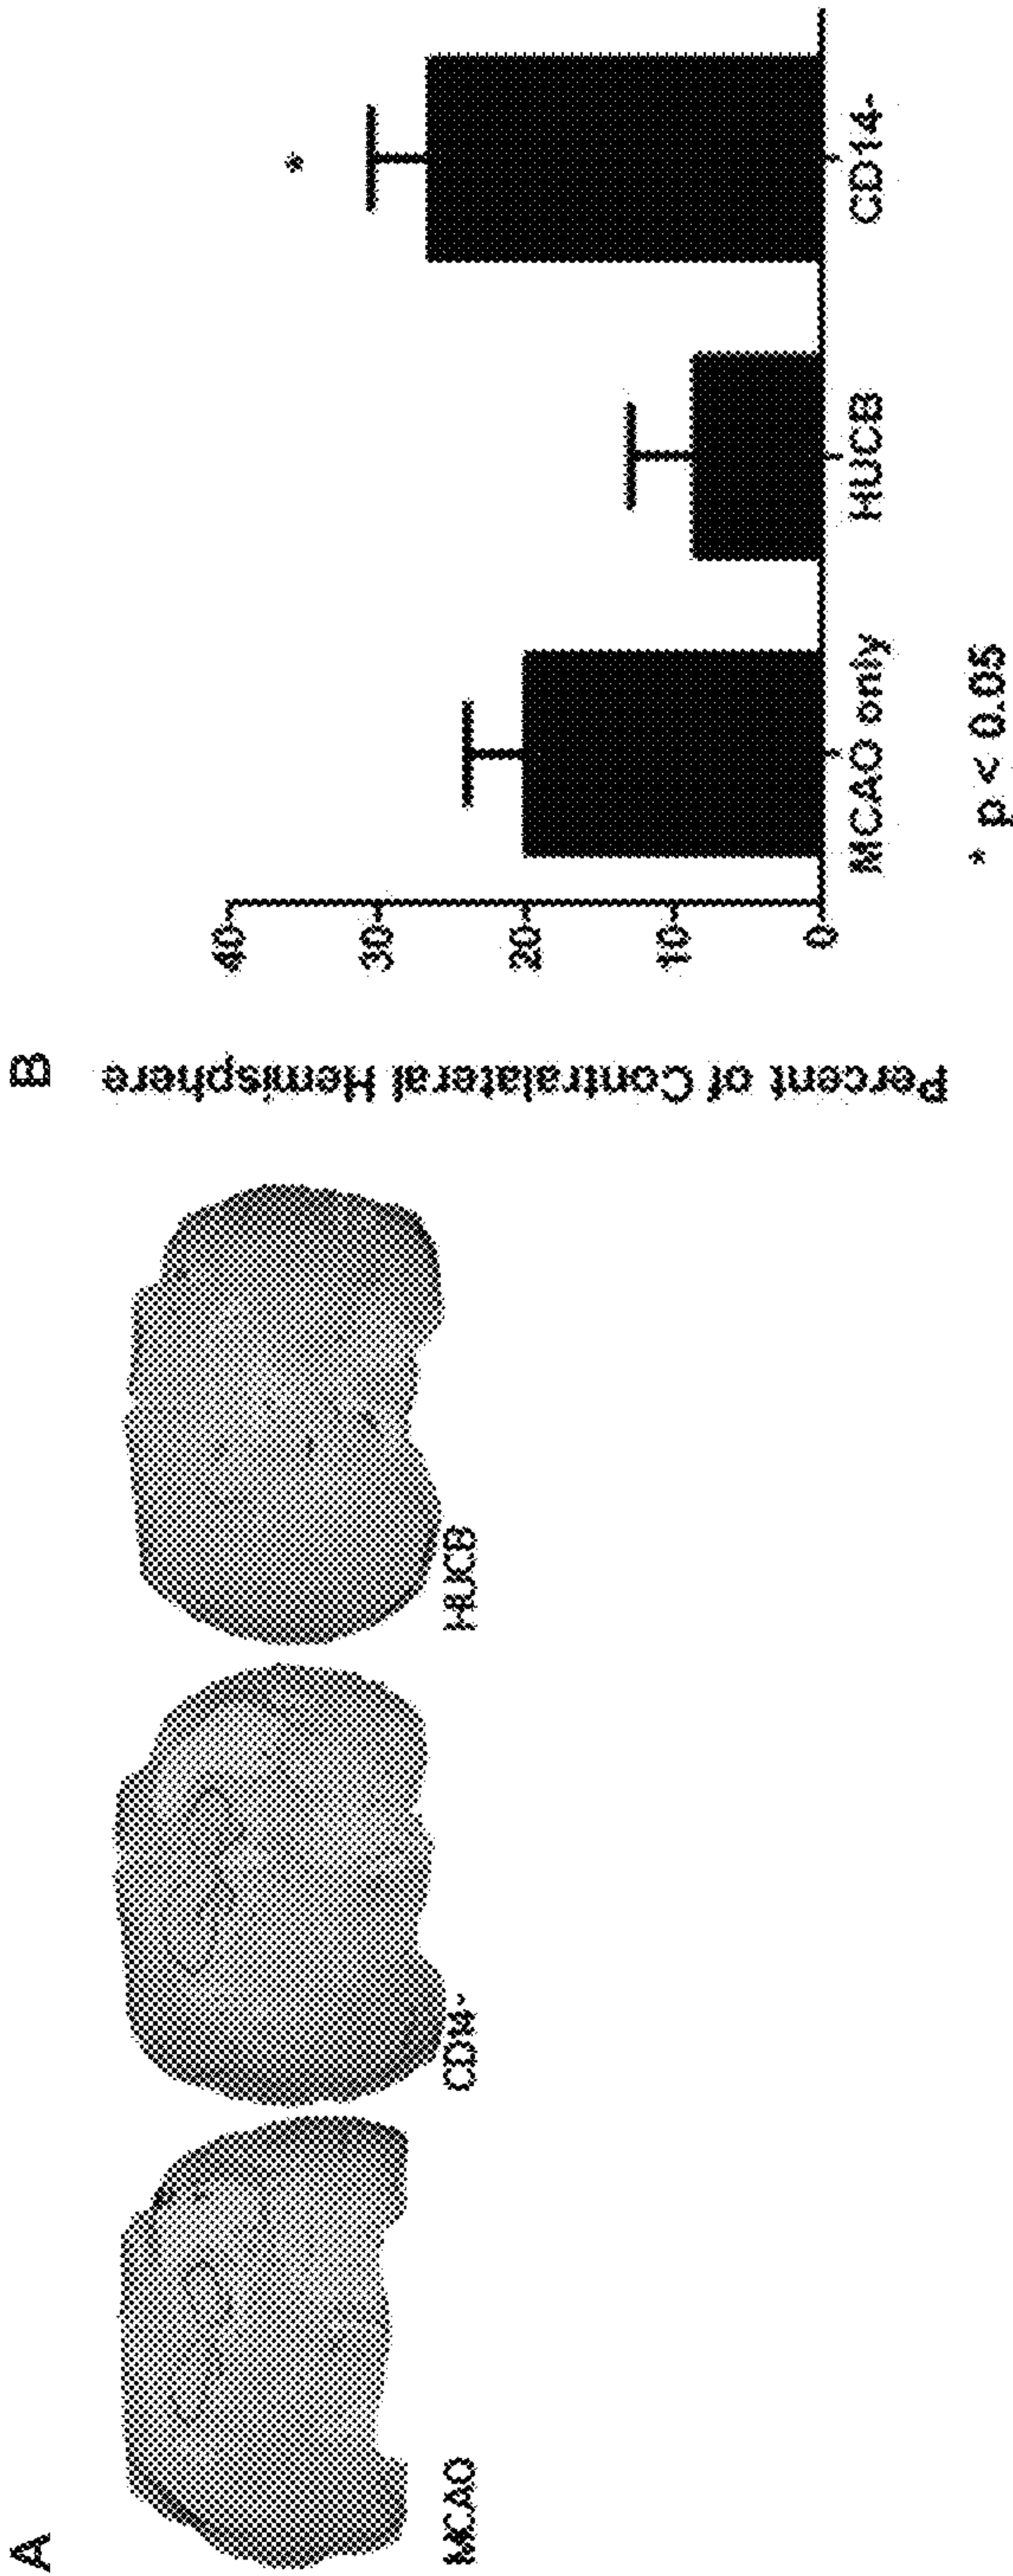 A
MCAO
CD14-
HUCB
B
Percent of Contralateral Hemisphere
40
30
20
10
0
*
MCAO only
HUCB
CD14-
* p < 0.05